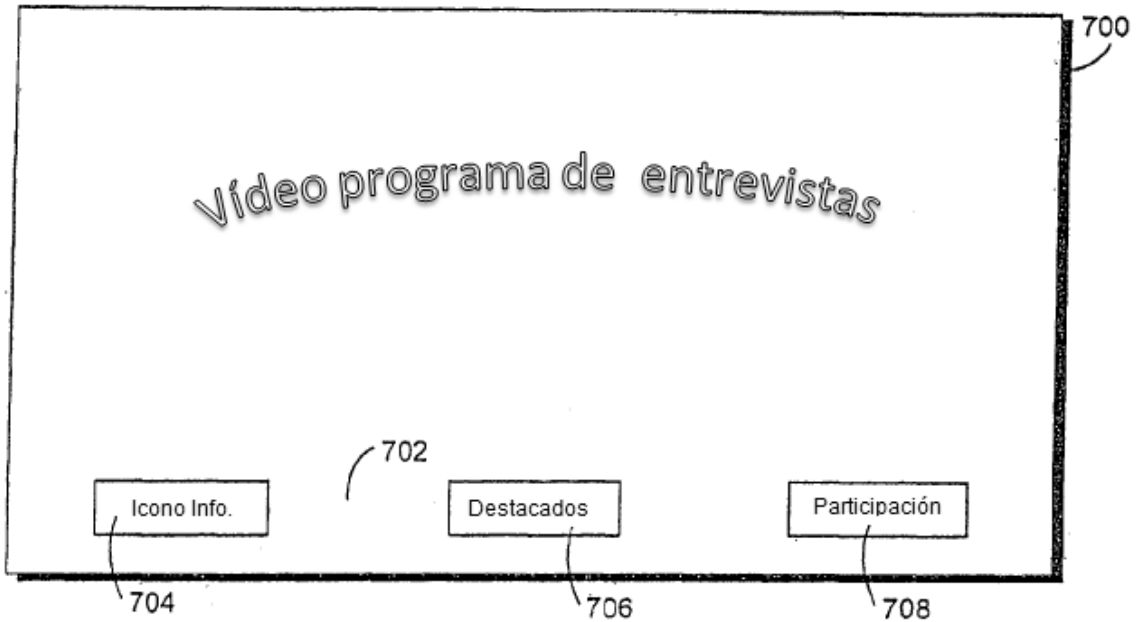 700
Vídeo programa de entrevistas
702
Icono Info.
Destacados
Participación
704
706
708